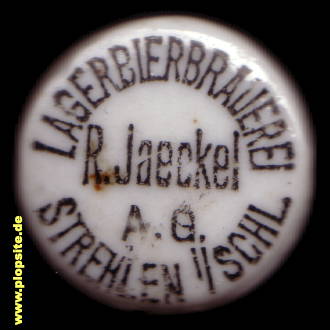 LAGERBIERBRAUEREI
R. Jaeckel
A. G.
STREHLEN i/SCHL.
www.plopsite.de